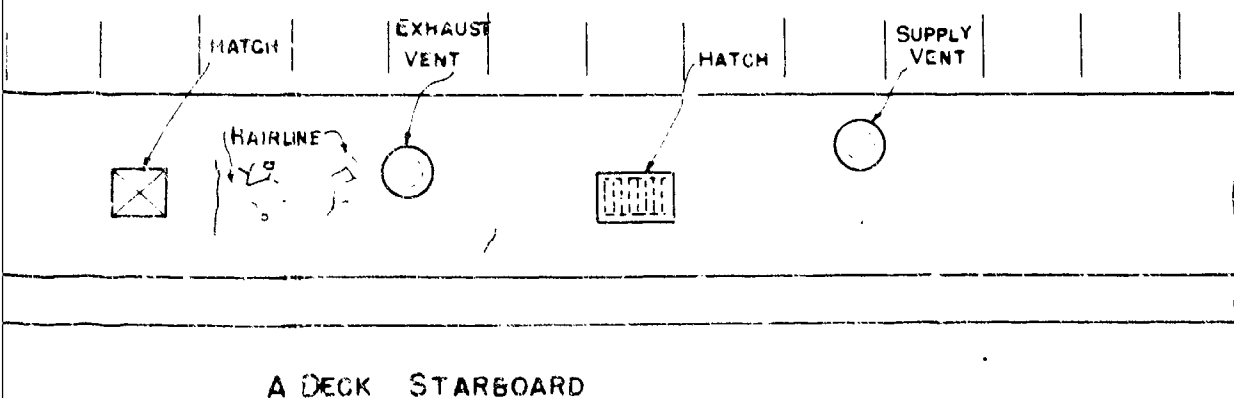 HATCH
EXHAUST
VENT
HATCH
SUPPLY
VENT
HAIRLINE
A DECK STARBOARD